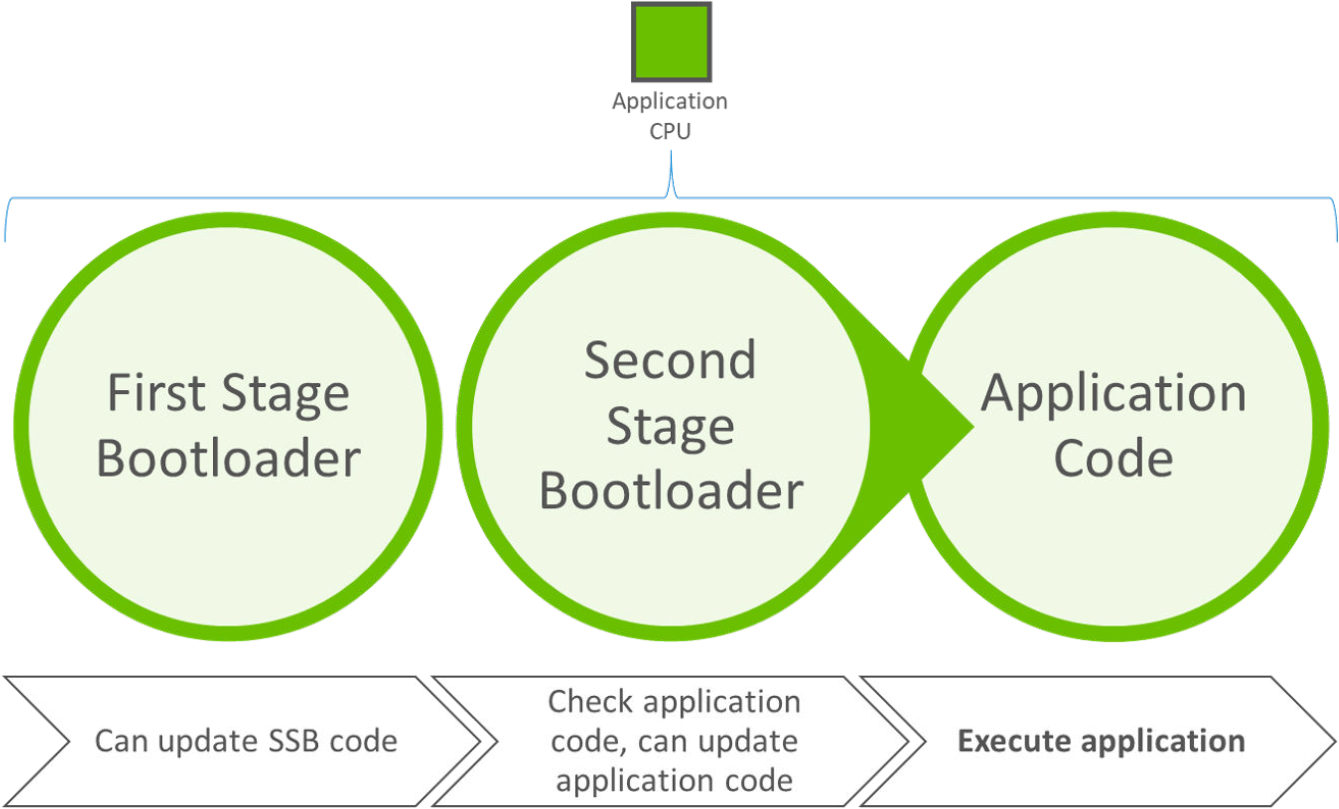 Application
CPU
First Stage
Bootloader
Second
Stage
Bootloader
Application
Code
Can update SSB code
Check application
code, can update
application code
Execute application